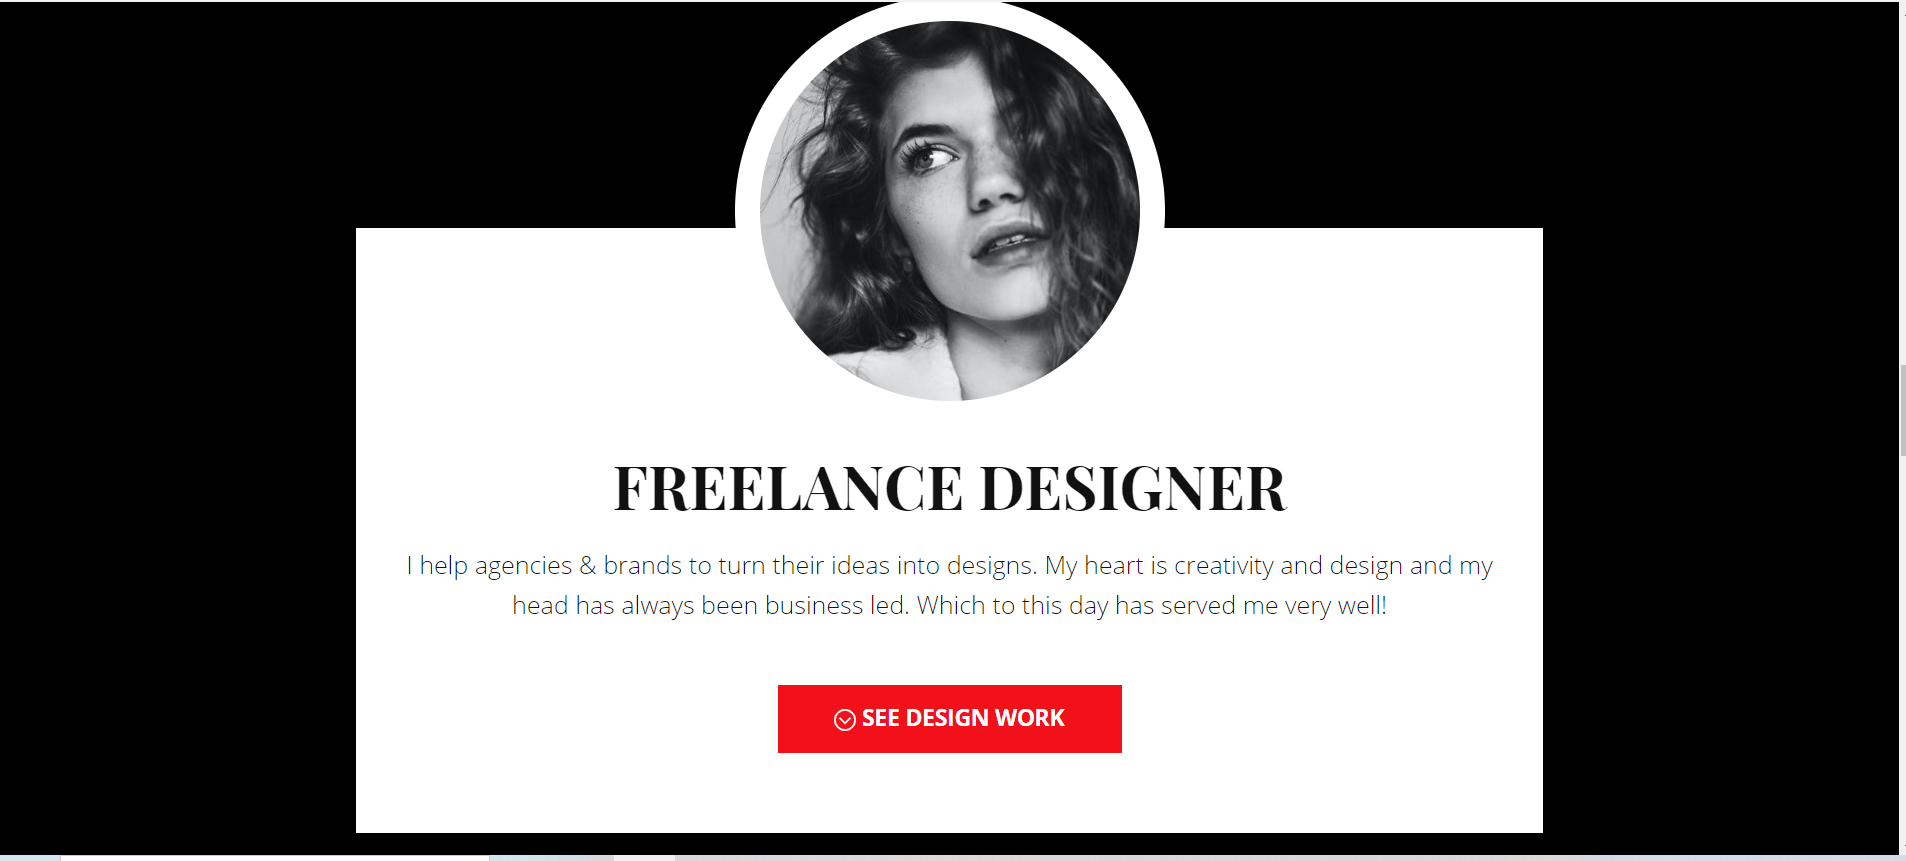 FREELANCE DESIGNER
I help agencies & brands to turn their ideas into designs. My heart is creativity and design and my
head has always been business led. Which to this day has served me very well!
SEE DESIGN WORK